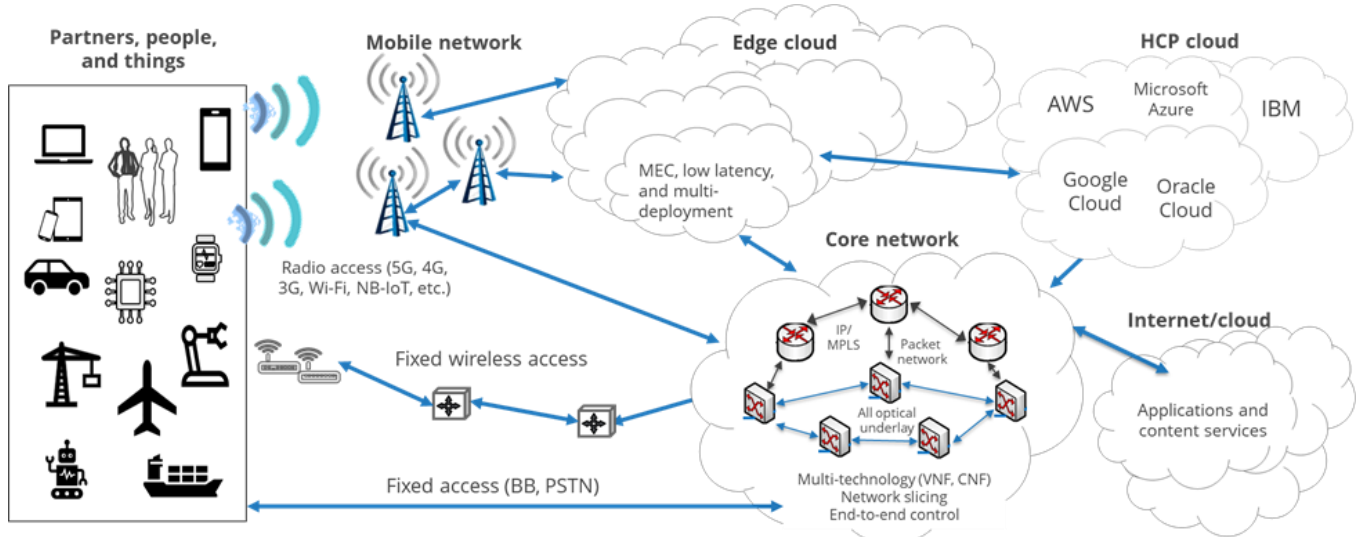 Partners, people,
and things
Mobile network
Edge cloud
HCP cloud
AWS
Microsoft
Azure
IBM
MEC, low latency,
and multi-
deployment
Google
Cloud
Oracle
Cloud
Radio access (5G, 4G,
3G, Wi-Fi, NB-IoT, etc.)
Core network
IP/
MPLS
Packet
network
Internet/cloud
Fixed wireless access
All optical
underlay
Applications and
content services
Multi-technology (VNF, CNF)
Network slicing
End-to-end control
Fixed access (BB, PSTN)